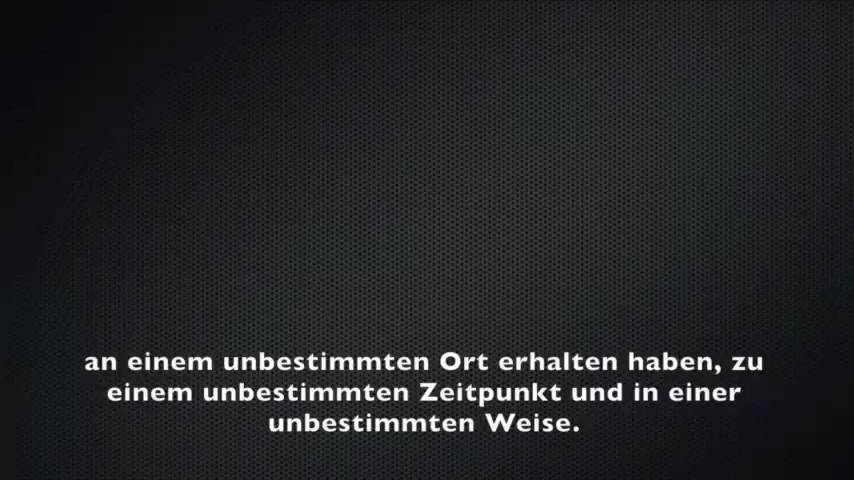 an einem unbestimmten Ort erhalten haben, zu
einem unbestimmten Zeitpunkt und in einer
unbestimmten Weise.